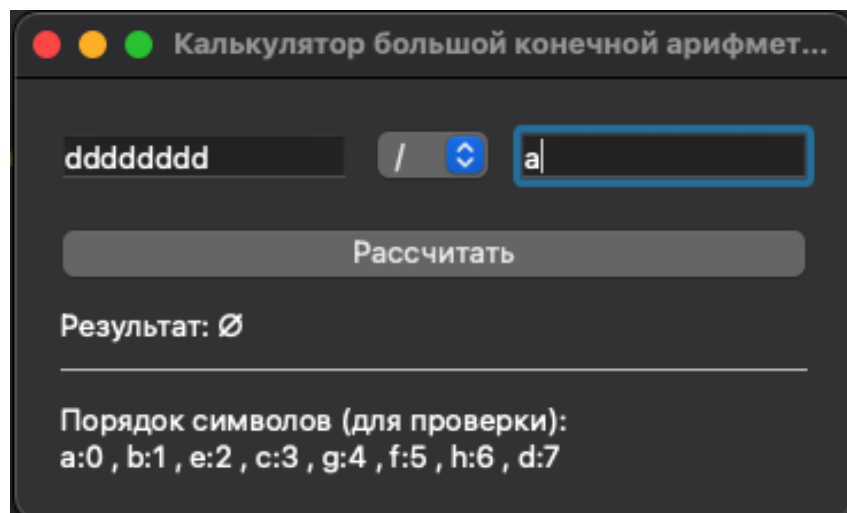 Калькулятор большой конечной арифмет...
dddddddd / a
Рассчитать
Результат: Ø
Порядок символов (для проверки):
a:0 , b:1 , e:2 , c:3 , g:4 , f:5 , h:6 , d:7